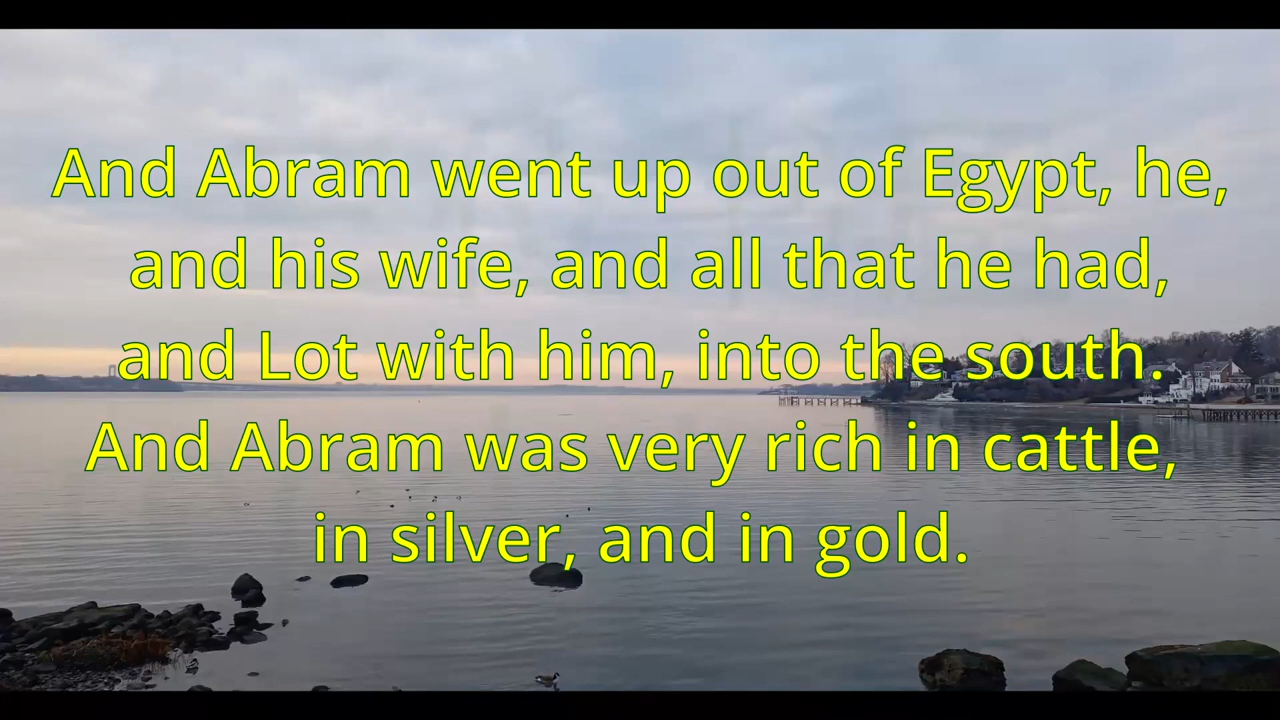 And Abram went up out of Egypt, he,
and his wife, and all that he had,
and Lot with him, into the south.
And Abram was very rich in cattle,
in silver, and in gold.